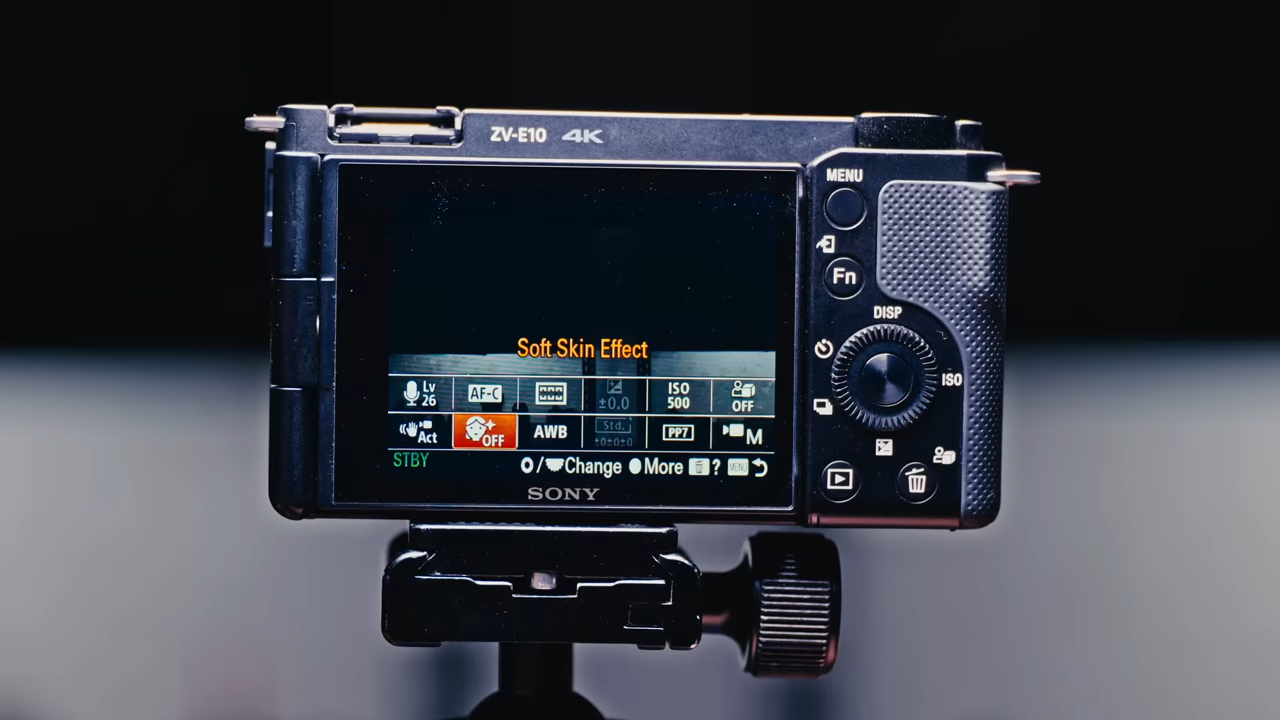 ZV-E10 4K
MENU
Fn
DISP
ISO
Soft Skin Effect
Lv 26 AF-C ±0.0 ISO 500 OFF
Act OFF AWB Std. ±0±0±0 PP7 M
STBY
/ Change More ? MENU
SONY